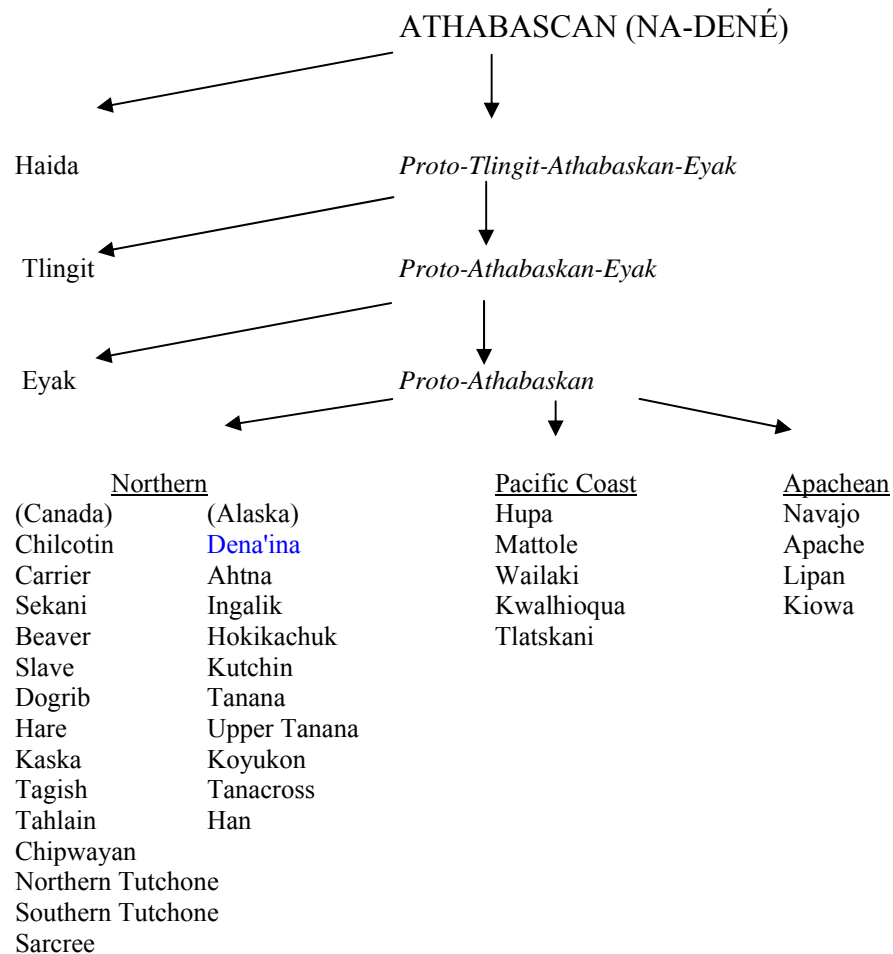 ATHABASCAN (NA-DENÉ)
Haida Proto-Tlingit-Athabaskan-Eyak
Tlingit Proto-Athabaskan-Eyak
Eyak Proto-Athabaskan
Northern Pacific Coast Apachean
(Canada) (Alaska) Hupa Navajo
Chilcotin Dena'ina Mattole Apache
Carrier Ahtna Wailaki Lipan
Sekani Ingalik Kwalhioqua Kiowa
Beaver Hokikachuk Tlatskani
Slave Kutchin
Dogrib Tanana
Hare Upper Tanana
Kaska Koyukon
Tagish Tanacross
Tahlain Han
Chipwayan
Northern Tutchone
Southern Tutchone
Sarcree